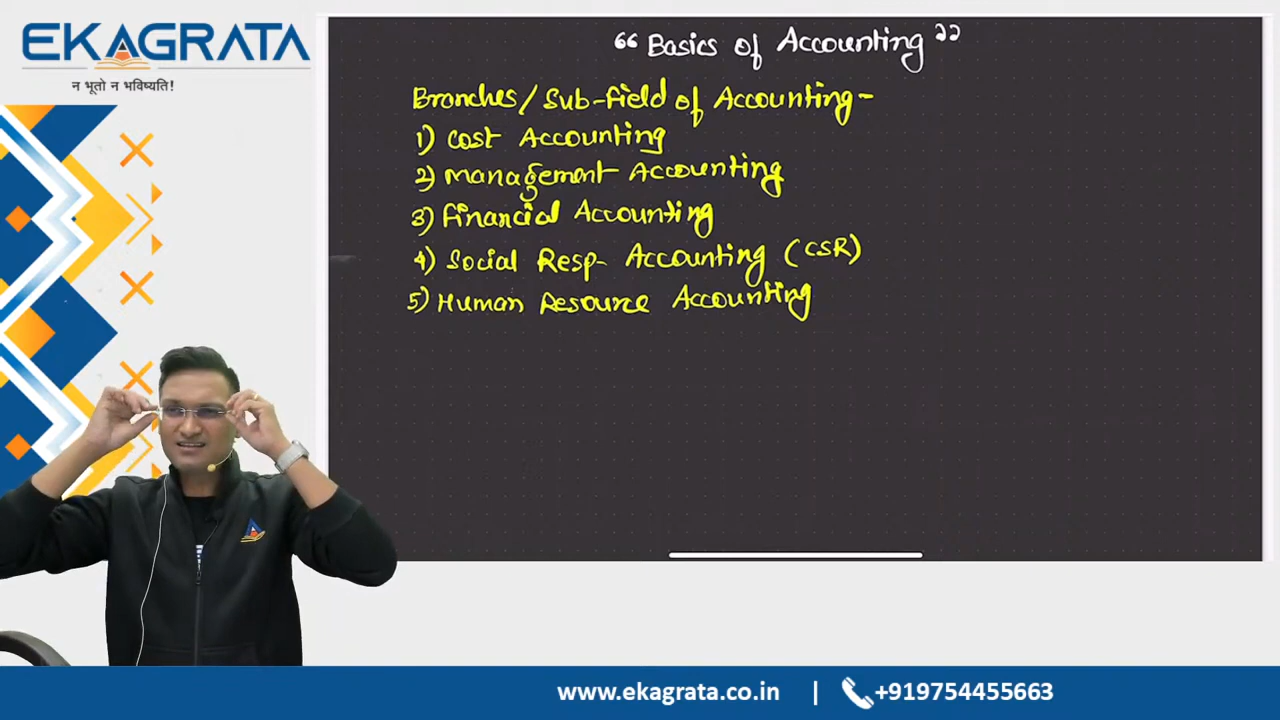 EKAGRATA
न भूतो न भविष्यति!
"Basics of Accounting"
Branches/Sub-field of Accounting-
1) Cost Accounting
2) Management Accounting
3) Financial Accounting
4) Social Resp- Accounting (CSR)
5) Human Resource Accounting
www.ekagrata.co.in | +919754455663